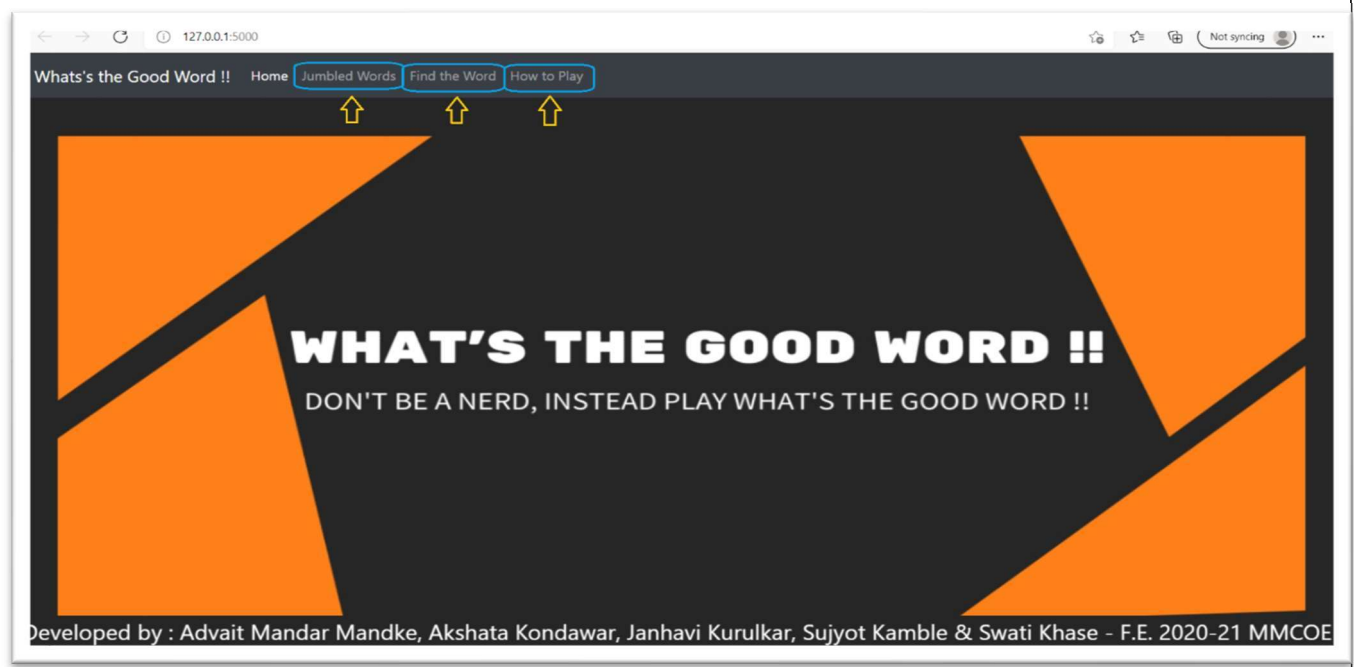 127.0.0.1:5000
Not syncing
Whats's the Good Word !! Home Jumbled Words Find the Word How to Play
WHAT'S THE GOOD WORD !!
DON'T BE A NERD, INSTEAD PLAY WHAT'S THE GOOD WORD !!
Developed by : Advait Mandar Mandke, Akshata Kondawar, Janhavi Kurulkar, Sujyot Kamble & Swati Khase - F.E. 2020-21 MMCOE